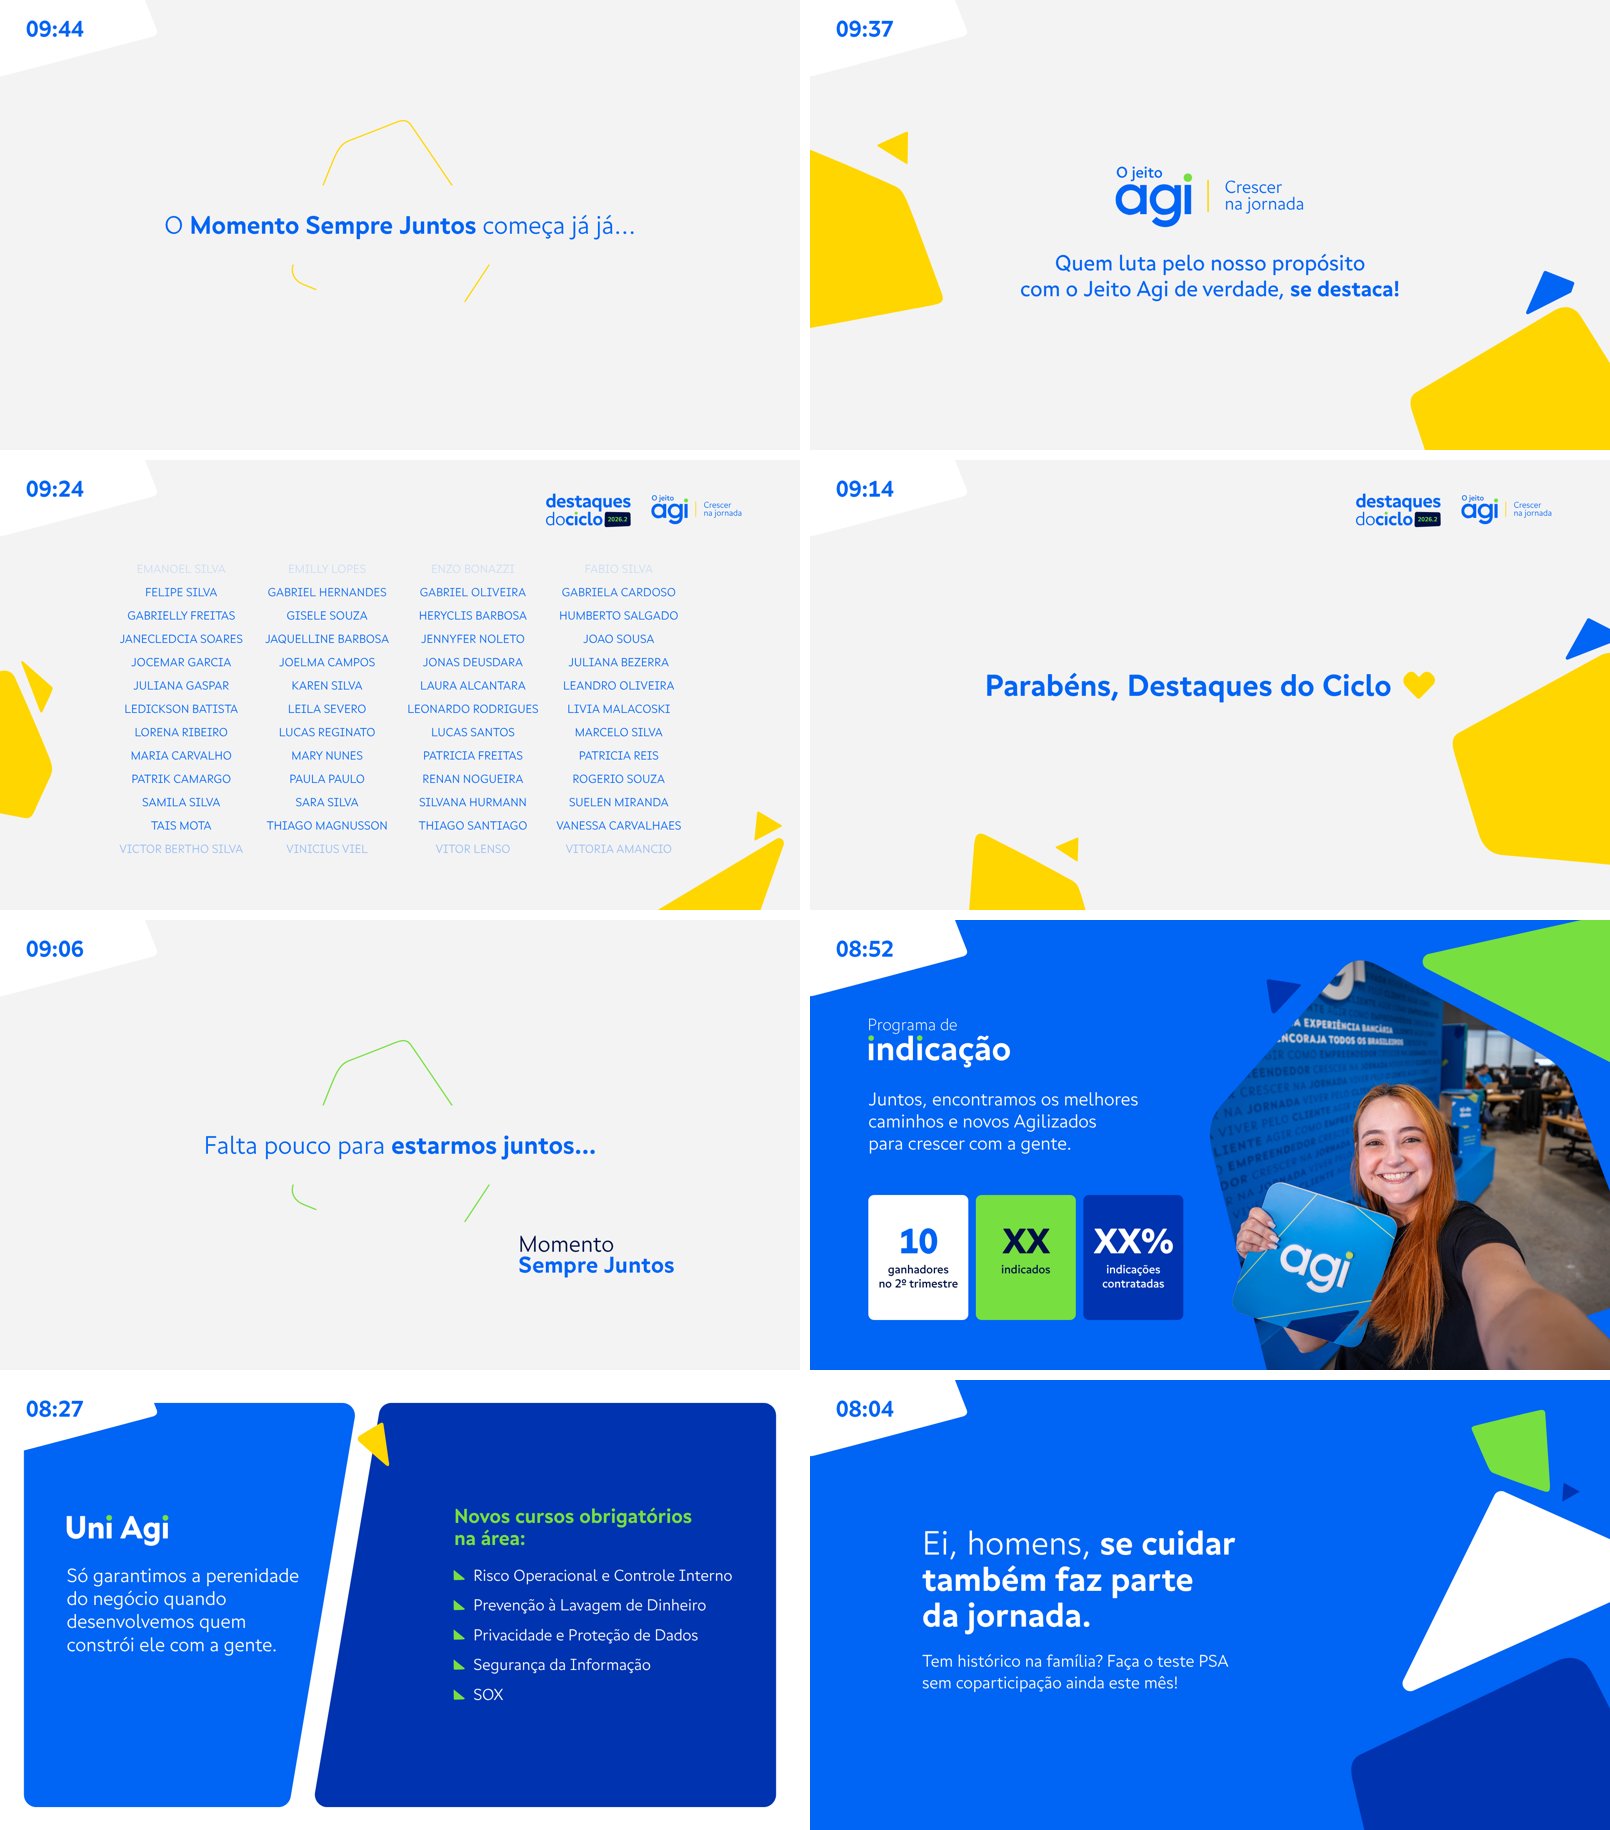 09:44
O Momento Sempre Juntos começa já já...
09:37
O jeito
agi
Crescer
na jornada
Quem luta pelo nosso propósito
com o Jeito Agi de verdade, se destaca!
09:24
destaques
dociclo 2026.2
O jeito
agi
Crescer
na jornada
EMANOEL SILVA EMILLY LOPES ENZO BONAZZI FABIO SILVA
FELIPE SILVA GABRIEL HERNANDES GABRIEL OLIVEIRA GABRIELA CARDOSO
GABRIELLY FREITAS GISELE SOUZA HERYCLIS BARBOSA HUMBERTO SALGADO
JANECLEDCIA SOARES JAQUELLINE BARBOSA JENNYFER NOLETO JOAO SOUSA
JOCEMAR GARCIA JOELMA CAMPOS JONAS DEUSDARA JULIANA BEZERRA
JULIANA GASPAR KAREN SILVA LAURA ALCANTARA LEANDRO OLIVEIRA
LEDICKSON BATISTA LEILA SEVERO LEONARDO RODRIGUES LIVIA MALACOSKI
LORENA RIBEIRO LUCAS REGINATO LUCAS SANTOS MARCELO SILVA
MARIA CARVALHO MARY NUNES PATRICIA FREITAS PATRICIA REIS
PATRIK CAMARGO PAULA PAULO RENAN NOGUEIRA ROGERIO SOUZA
SAMILA SILVA SARA SILVA SILVANA HURMANN SUELEN MIRANDA
TAIS MOTA THIAGO MAGNUSSON THIAGO SANTIAGO VANESSA CARVALHAES
VICTOR BERTHO SILVA VINICIUS VIEL VITOR LENSO VITORIA AMANCIO
09:14
destaques
dociclo 2026.2
O jeito
agi
Crescer
na jornada
Parabéns, Destaques do Ciclo
09:06
Falta pouco para estarmos juntos...
Momento
Sempre Juntos
08:52
Programa de
indicação
Juntos, encontramos os melhores
caminhos e novos Agilizados
para crescer com a gente.
10
ganhadores
no 2º trimestre
XX
indicados
XX%
indicações
contratadas
A EXPERIÊNCIA BANCÁRIA
NCORAJA TODOS OS BRASILEIROS
agi
08:27
Uni Agi
Só garantimos a perenidade
do negócio quando
desenvolvemos quem
constrói ele com a gente.
Novos cursos obrigatórios
na área:
Risco Operacional e Controle Interno
Prevenção à Lavagem de Dinheiro
Privacidade e Proteção de Dados
Segurança da Informação
SOX
08:04
Ei, homens, se cuidar
também faz parte
da jornada.
Tem histórico na família? Faça o teste PSA
sem coparticipação ainda este mês!